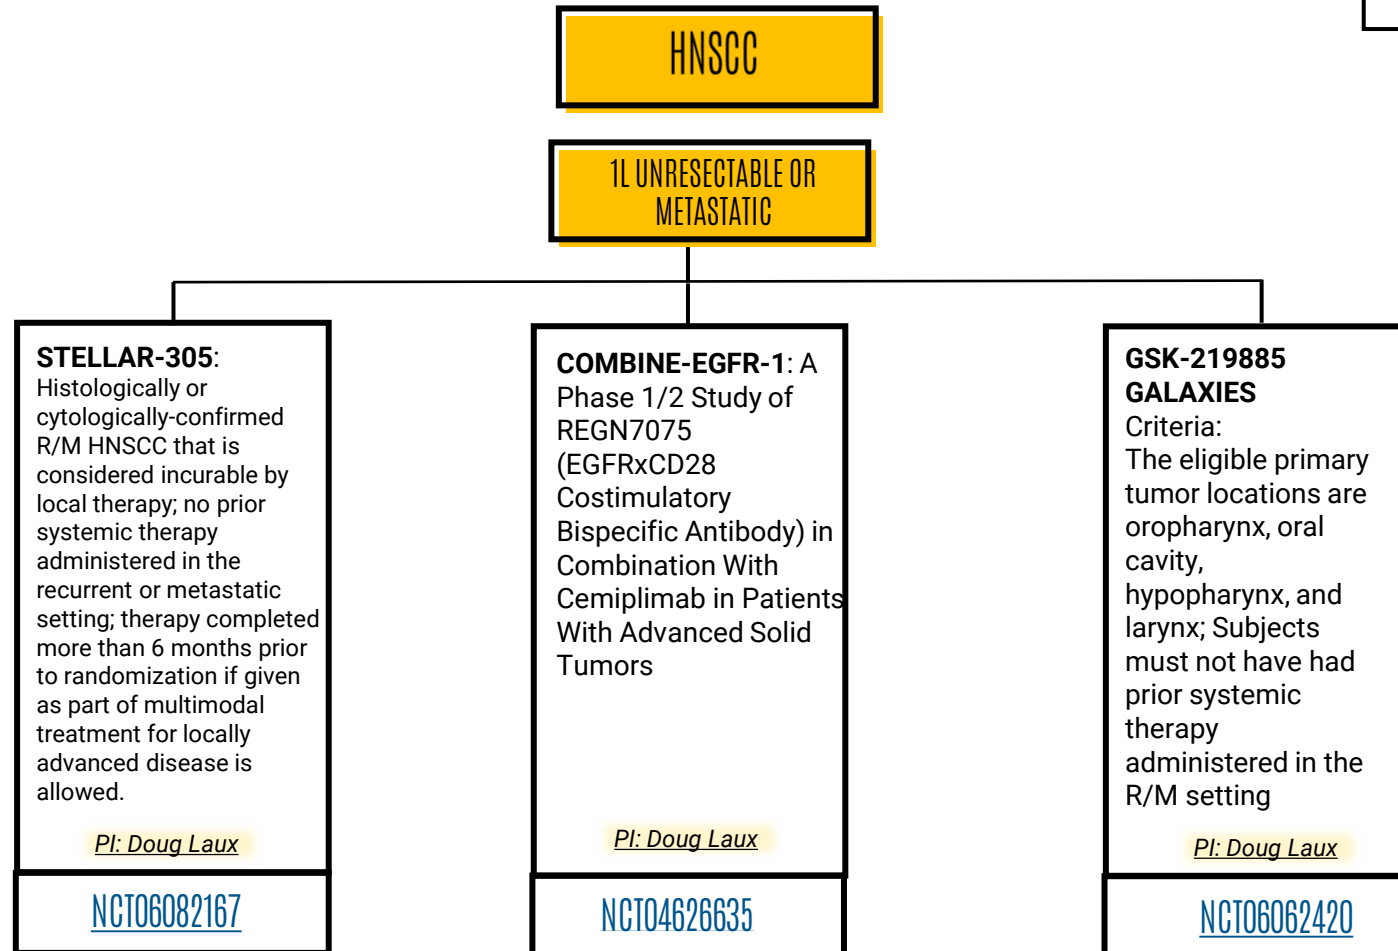 HNSCC
1L UNRESECTABLE OR
METASTATIC
STELLAR-305:
Histologically or
cytologically-confirmed
R/M HNSCC that is
considered incurable by
local therapy; no prior
systemic therapy
administered in the
recurrent or metastatic
setting; therapy completed
more than 6 months prior
to randomization if given
as part of multimodal
treatment for locally
advanced disease is
allowed.
PI: Doug Laux
NCT06082167
COMBINE-EGFR-1: A
Phase 1/2 Study of
REGN7075
(EGFRxCD28
Costimulatory
Bispecific Antibody) in
Combination With
Cemiplimab in Patients
With Advanced Solid
Tumors
PI: Doug Laux
NCT04626635
GSK-219885
GALAXIES
Criteria:
The eligible primary
tumor locations are
oropharynx, oral
cavity,
hypopharynx, and
larynx; Subjects
must not have had
prior systemic
therapy
administered in the
R/M setting
PI: Doug Laux
NCT06062420